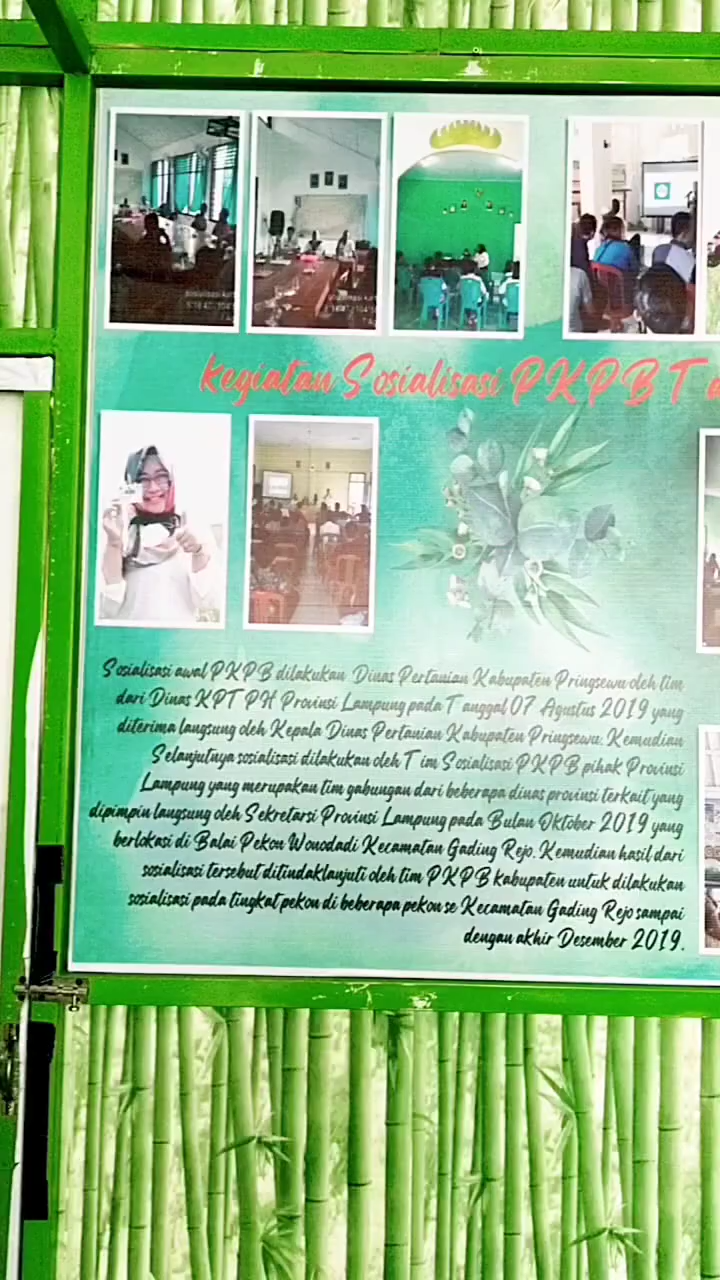 Kegiatan Sosialisasi PKPBT
Sosialisasi awal PKPB dilakukan Dinas Pertanian Kabupaten Pringsewu oleh tim
dari Dinas KPTPH Provinsi Lampung pada Tanggal 07 Agustus 2019 yang
diterima langsung oleh Kepala Dinas Pertanian Kabupaten Pringsewu. Kemudian
Selanjutnya sosialisasi dilakukan oleh Tim Sosialisasi PKPB pihak Provinsi
Lampung yang merupakan tim gabungan dari beberapa dinas provinsi terkait yang
dipimpin langsung oleh Sekretarsi Provinsi Lampung pada Bulan Oktober 2019 yang
berlokasi di Balai Pekon Wonodadi Kecamatan Gading Rejo. Kemudian hasil dari
sosialisasi tersebut ditindaklanjuti oleh tim PKPB kabupaten untuk dilakukan
sosialisasi pada tingkat pekon di beberapa pekon se Kecamatan Gading Rejo sampai
dengan akhir Desember 2019.